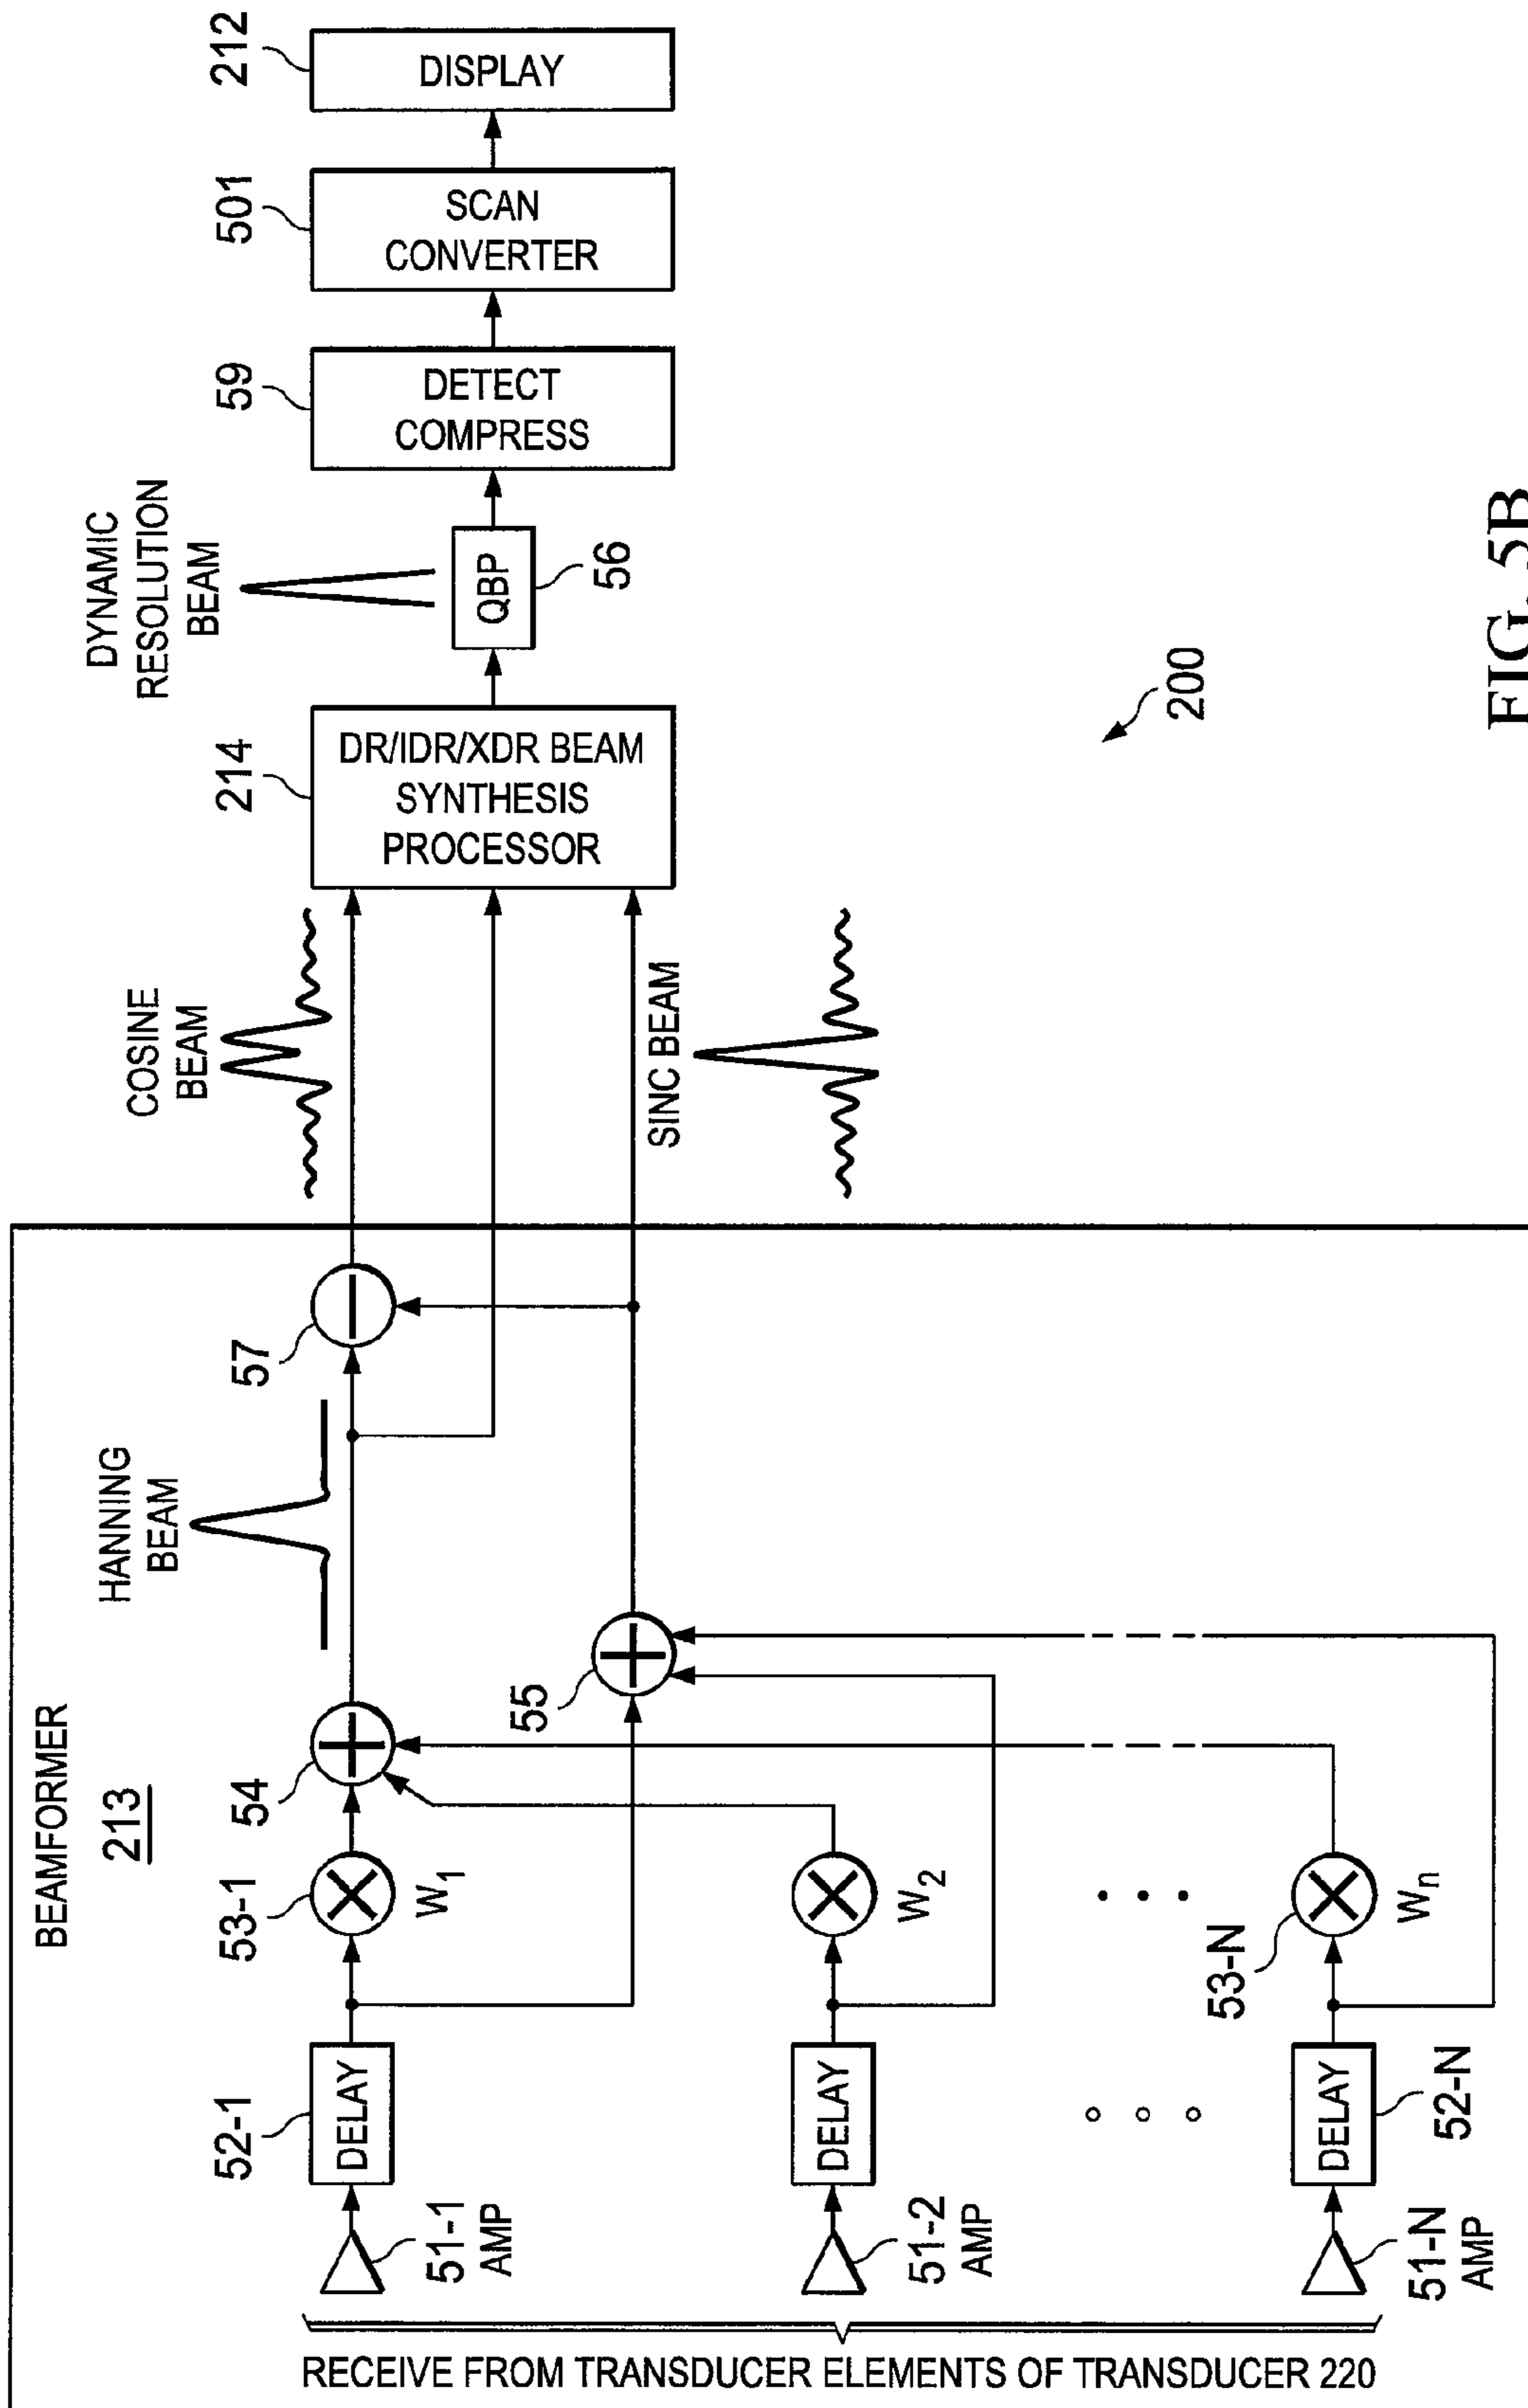 BEAMFORMER
213
RECEIVE FROM TRANSDUCER ELEMENTS OF TRANSDUCER 220
51-1
AMP
52-1
DELAY
53-1
W1
54
HANNING
BEAM
57
COSINE
BEAM
51-2
AMP
DELAY
W2
55
SINC BEAM
51-N
AMP
DELAY
52-N
53-N
Wn
214
DR/IDR/XDR BEAM
SYNTHESIS
PROCESSOR
DYNAMIC
RESOLUTION
BEAM
QBP
56
59
DETECT
COMPRESS
501
SCAN
CONVERTER
212
DISPLAY
200
FIG. 5B